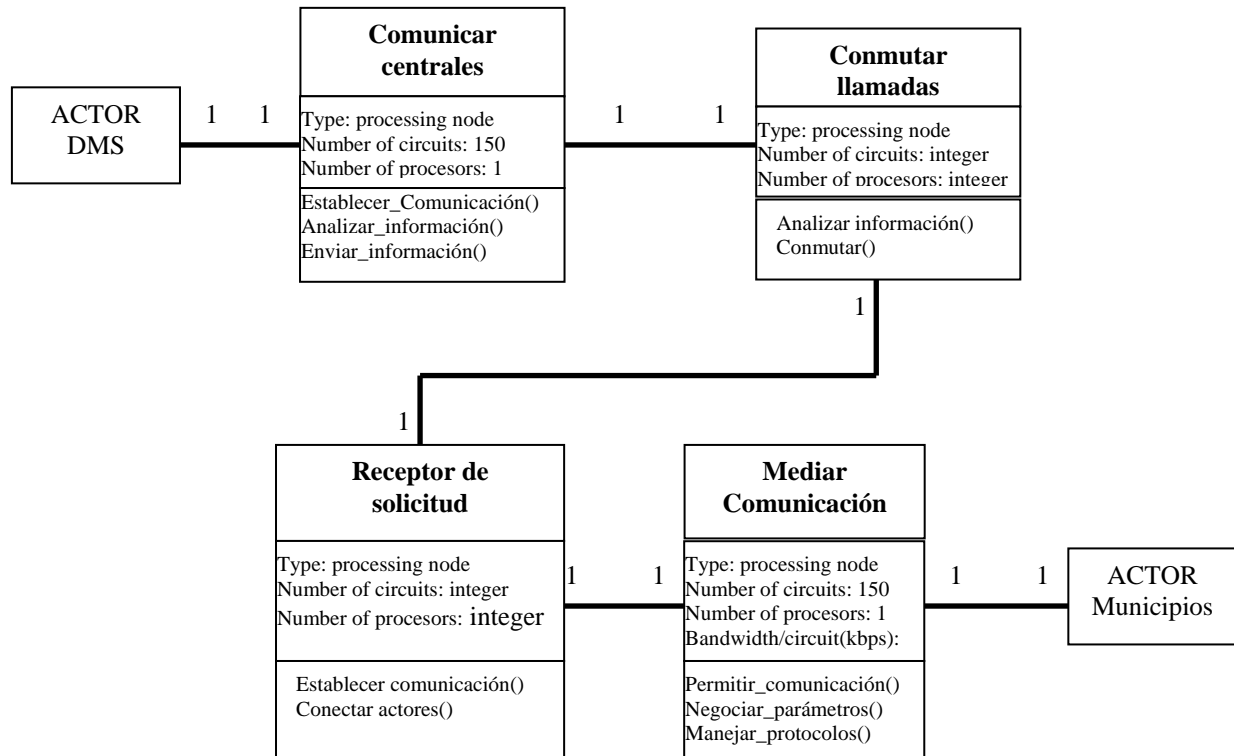 ACTOR
DMS
1
1
Comunicar
centrales
Type: processing node
Number of circuits: 150
Number of procesors: 1
Establecer_Comunicación()
Analizar_información()
Enviar_información()
1
1
Conmutar
llamadas
Type: processing node
Number of circuits: integer
Number of procesors: integer
Analizar información()
Conmutar()
1
1
Receptor de
solicitud
Type: processing node
Number of circuits: integer
Number of procesors: integer
Establecer comunicación()
Conectar actores()
1
1
Mediar
Comunicación
Type: processing node
Number of circuits: 150
Number of procesors: 1
Bandwidth/circuit(kbps):
Permitir_comunicación()
Negociar_parámetros()
Manejar_protocolos()
1
1
ACTOR
Municipios